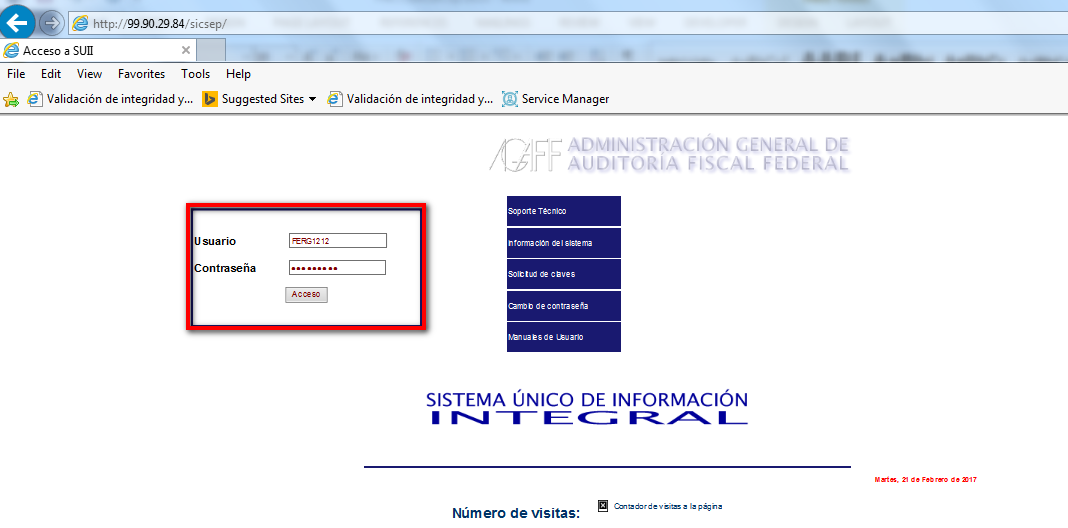 http://99.90.29.84/sicsep/
Acceso a SUII
File Edit View Favorites Tools Help
Validación de integridad y... Suggested Sites Validación de integridad y... Service Manager
AGAFF ADMINISTRACIÓN GENERAL DE
AUDITORÍA FISCAL FEDERAL
Usuario FERG1212
Contraseña •••••••••
Acceso
Soporte Técnico
Información del sistema
Solicitud de claves
Cambio de contraseña
Manuales de Usuario
SISTEMA ÚNICO DE INFORMACIÓN
INTEGRAL
Martes, 21 de Febrero de 2017
Número de visitas: Contador de visitas a la página